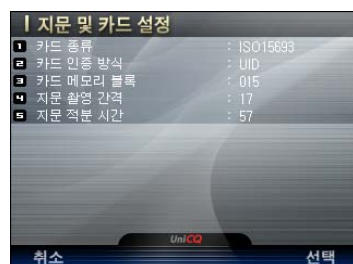 지문 및 카드 설정
1 카드 종류 : ISO15693
2 카드 인증 방식 : UID
3 카드 메모리 블록 : 015
4 지문 촬영 간격 : 17
5 지문 적분 시간 : 57
UniCQ
취소 선택